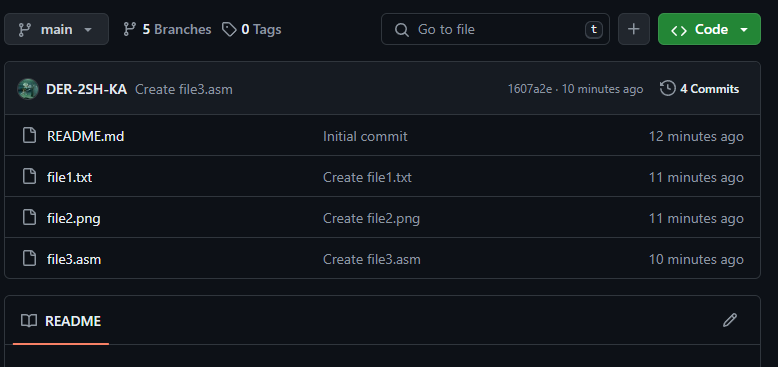 main 5 Branches 0 Tags Go to file t Code
DER-2SH-KA Create file3.asm 1607a2e · 10 minutes ago 4 Commits
README.md Initial commit 12 minutes ago
file1.txt Create file1.txt 11 minutes ago
file2.png Create file2.png 11 minutes ago
file3.asm Create file3.asm 10 minutes ago
README